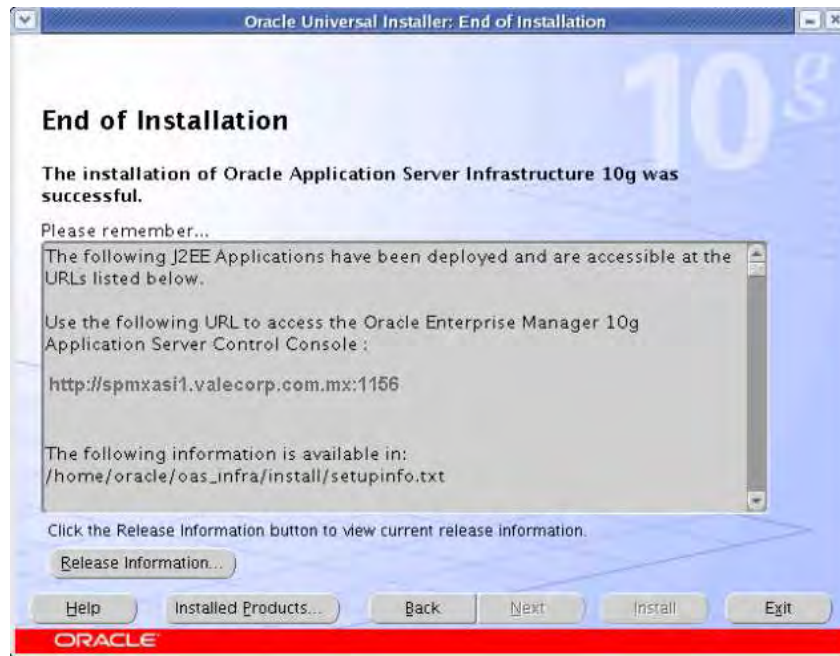 Oracle Universal Installer: End of Installation
10g
End of Installation
The installation of Oracle Application Server Infrastructure 10g was
successful.
Please remember...
The following J2EE Applications have been deployed and are accessible at the
URLs listed below.
Use the following URL to access the Oracle Enterprise Manager 10g
Application Server Control Console :
http://spmxasi1.valecorp.com.mx:1156
The following information is available in:
/home/oracle/oas_infra/install/setupinfo.txt
Click the Release Information button to view current release information.
Release Information...
Help Installed Products... Back Next Install Exit
ORACLE